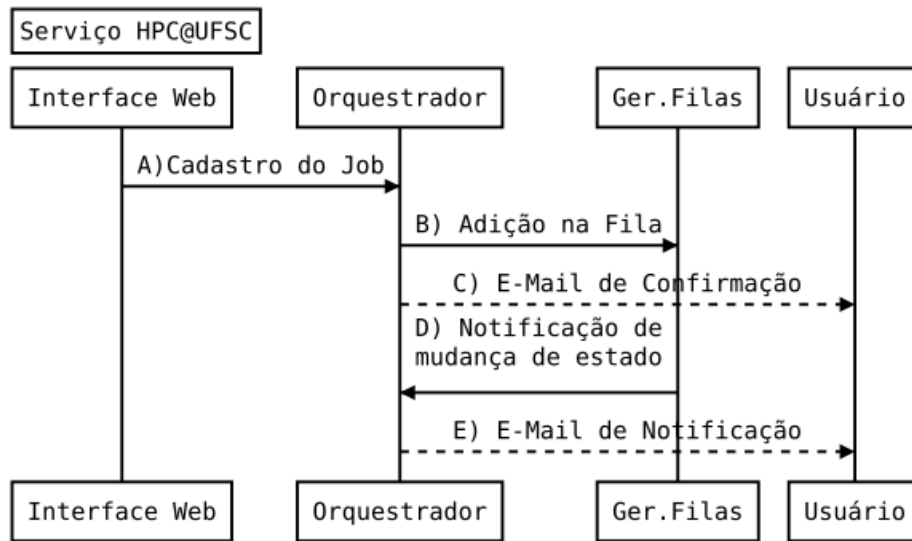 Serviço HPC@UFSC
Interface Web
Orquestrador
Ger.Filas
Usuário
A)Cadastro do Job
B) Adição na Fila
C) E-Mail de Confirmação
D) Notificação de
mudança de estado
E) E-Mail de Notificação
Interface Web
Orquestrador
Ger.Filas
Usuário